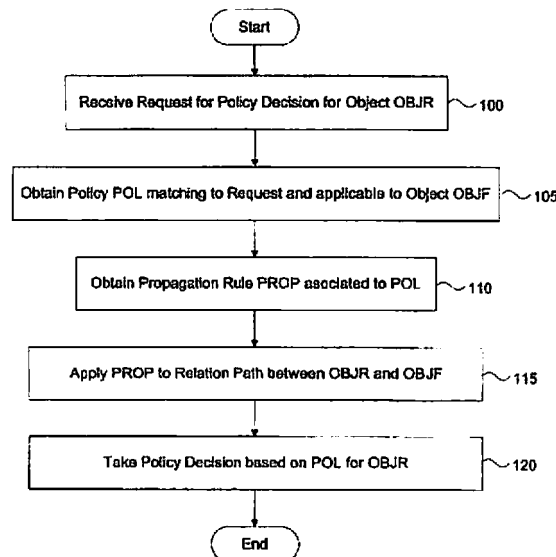 Start
Receive Request for Policy Decision for Object OBJR
100
Obtain Policy POL matching to Request and applicable to Object OBJF
105
Obtain Propagation Rule PROP asociated to POL
110
Apply PROP to Relation Path between OBJR and OBJF
115
Take Policy Decision based on POL for OBJR
120
End